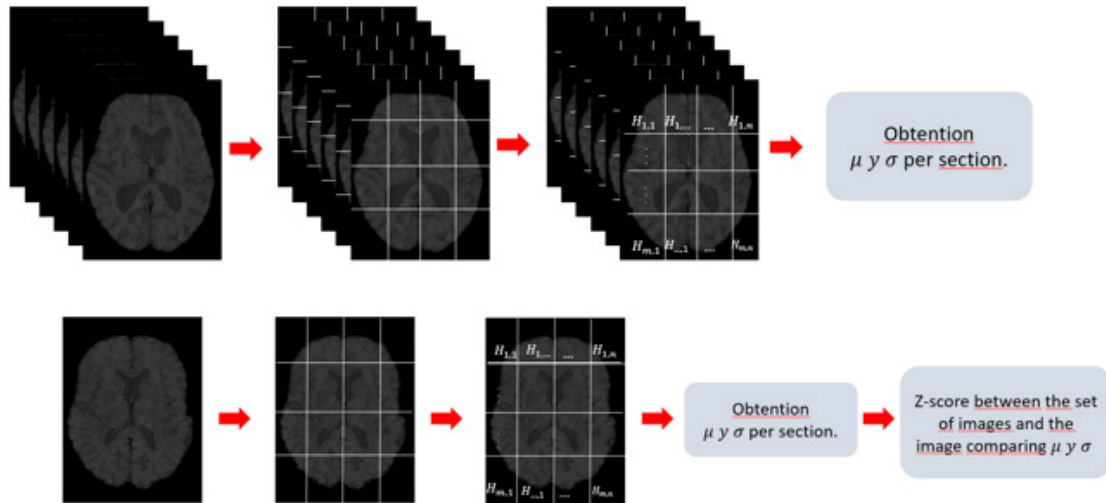 H₁,₁ H₁,... ... H₁,ₙ
Hₘ,₁ H...,₁ .... Hₘ,ₙ
Obtention
μ y σ per section.
H₁,₁ H₁,... ... H₁,ₙ
Hₘ,₁ H...,₁ .... Hₘ,ₙ
Obtention
μ y σ per section.
Z-score between the set
of images and the
image comparing μ y σ